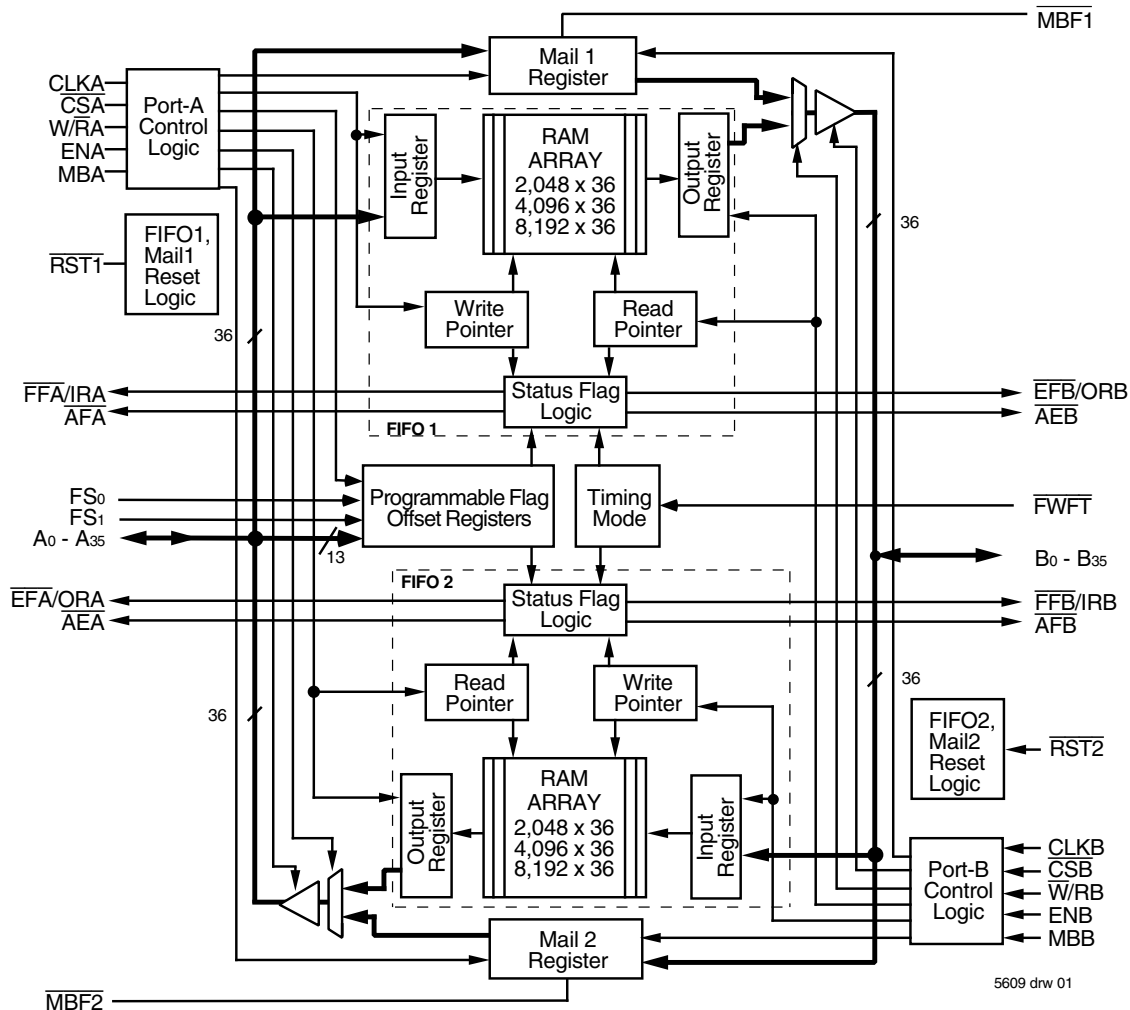 MBF1
Mail 1
Register
CLKA
CSA
W/RA
ENA
MBA
Port-A
Control
Logic
Input
Register
RAM
ARRAY
2,048 x 36
4,096 x 36
8,192 x 36
Output
Register
36
RST1
FIFO1,
Mail1
Reset
Logic
36
Write
Pointer
Read
Pointer
FFA/IRA
AFA
Status Flag
Logic
EFB/ORB
AEB
FIFO 1
FS0
FS1
A0 - A35
Programmable Flag
Offset Registers
13
Timing
Mode
FWFT
B0 - B35
FIFO 2
EFA/ORA
AEA
Status Flag
Logic
FFB/IRB
AFB
36
Read
Pointer
Write
Pointer
36
FIFO2,
Mail2
Reset
Logic
RST2
Output
Register
RAM
ARRAY
2,048 x 36
4,096 x 36
8,192 x 36
Input
Register
Port-B
Control
Logic
CLKB
CSB
W/RB
ENB
MBB
Mail 2
Register
MBF2
5609 drw 01